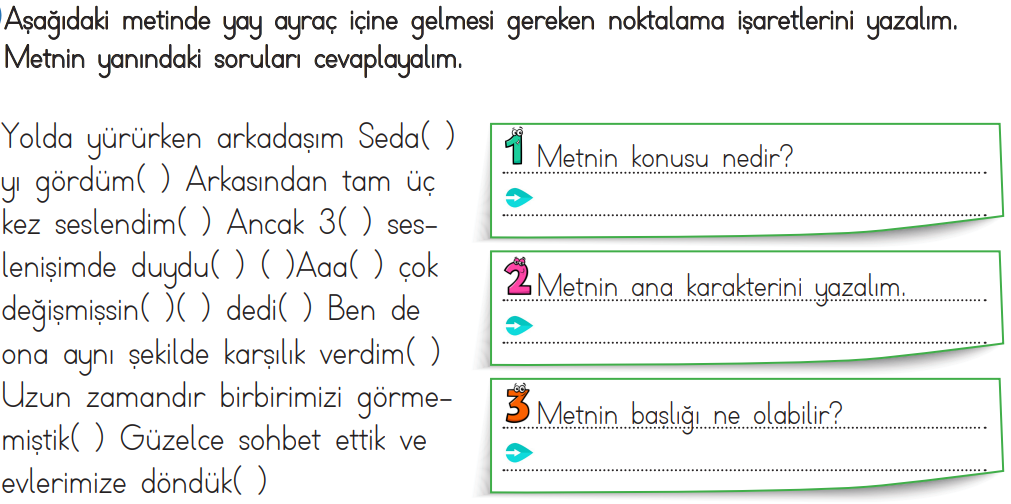 Aşağıdaki metinde yay ayraç içine gelmesi gereken noktalama işaretlerini yazalım.
Metnin yanındaki soruları cevaplayalım.
Yolda yürürken arkadaşım Seda( )
yı gördüm( ) Arkasından tam üç
kez seslendim( ) Ancak 3( ) ses-
lenişimde duydu( ) ( )Aaa( ) çok
değişmişsin( )( ) dedi( ) Ben de
ona aynı şekilde karşılık verdim( )
Uzun zamandır birbirimizi görme-
miştik( ) Güzelce sohbet ettik ve
evlerimize döndük( )
1 Metnin konusu nedir?
2 Metnin ana karakterini yazalım.
3 Metnin başlığı ne olabilir?